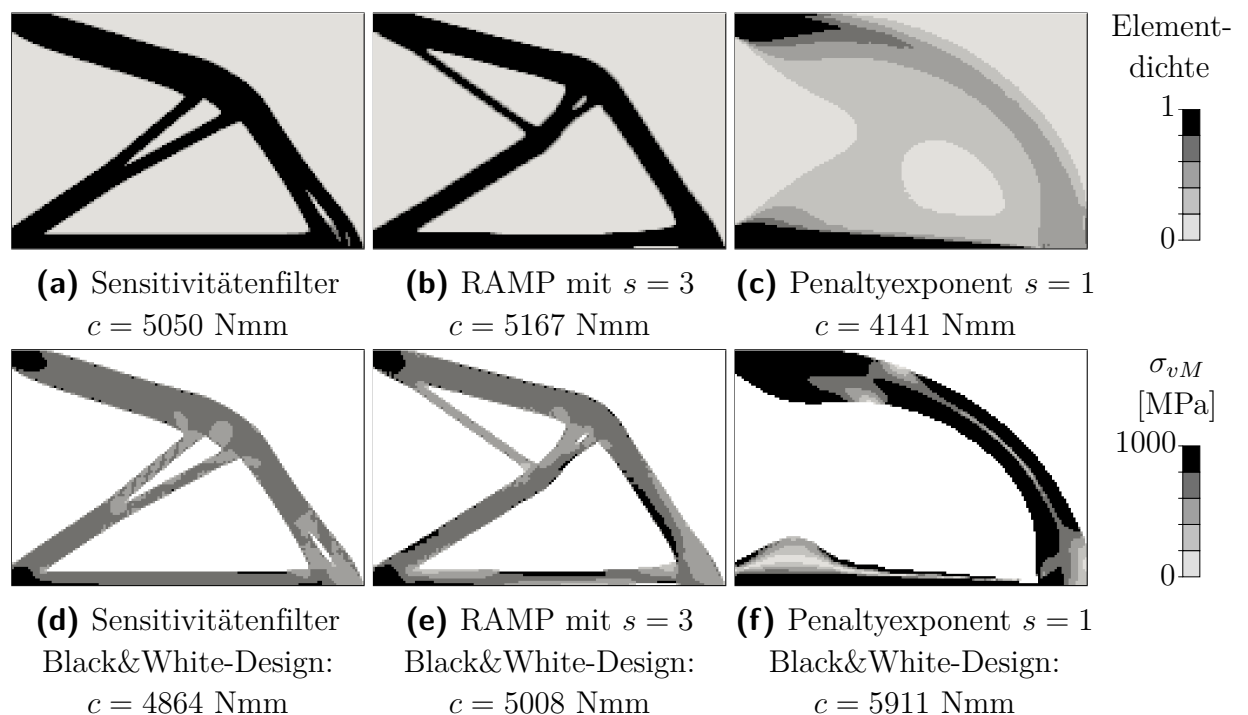 Element-
dichte
1
0
(a) Sensitivitätenfilter
c = 5050 Nmm
(b) RAMP mit s = 3
c = 5167 Nmm
(c) Penaltyexponent s = 1
c = 4141 Nmm
σvM
[MPa]
1000
0
(d) Sensitivitätenfilter
Black&White-Design:
c = 4864 Nmm
(e) RAMP mit s = 3
Black&White-Design:
c = 5008 Nmm
(f) Penaltyexponent s = 1
Black&White-Design:
c = 5911 Nmm